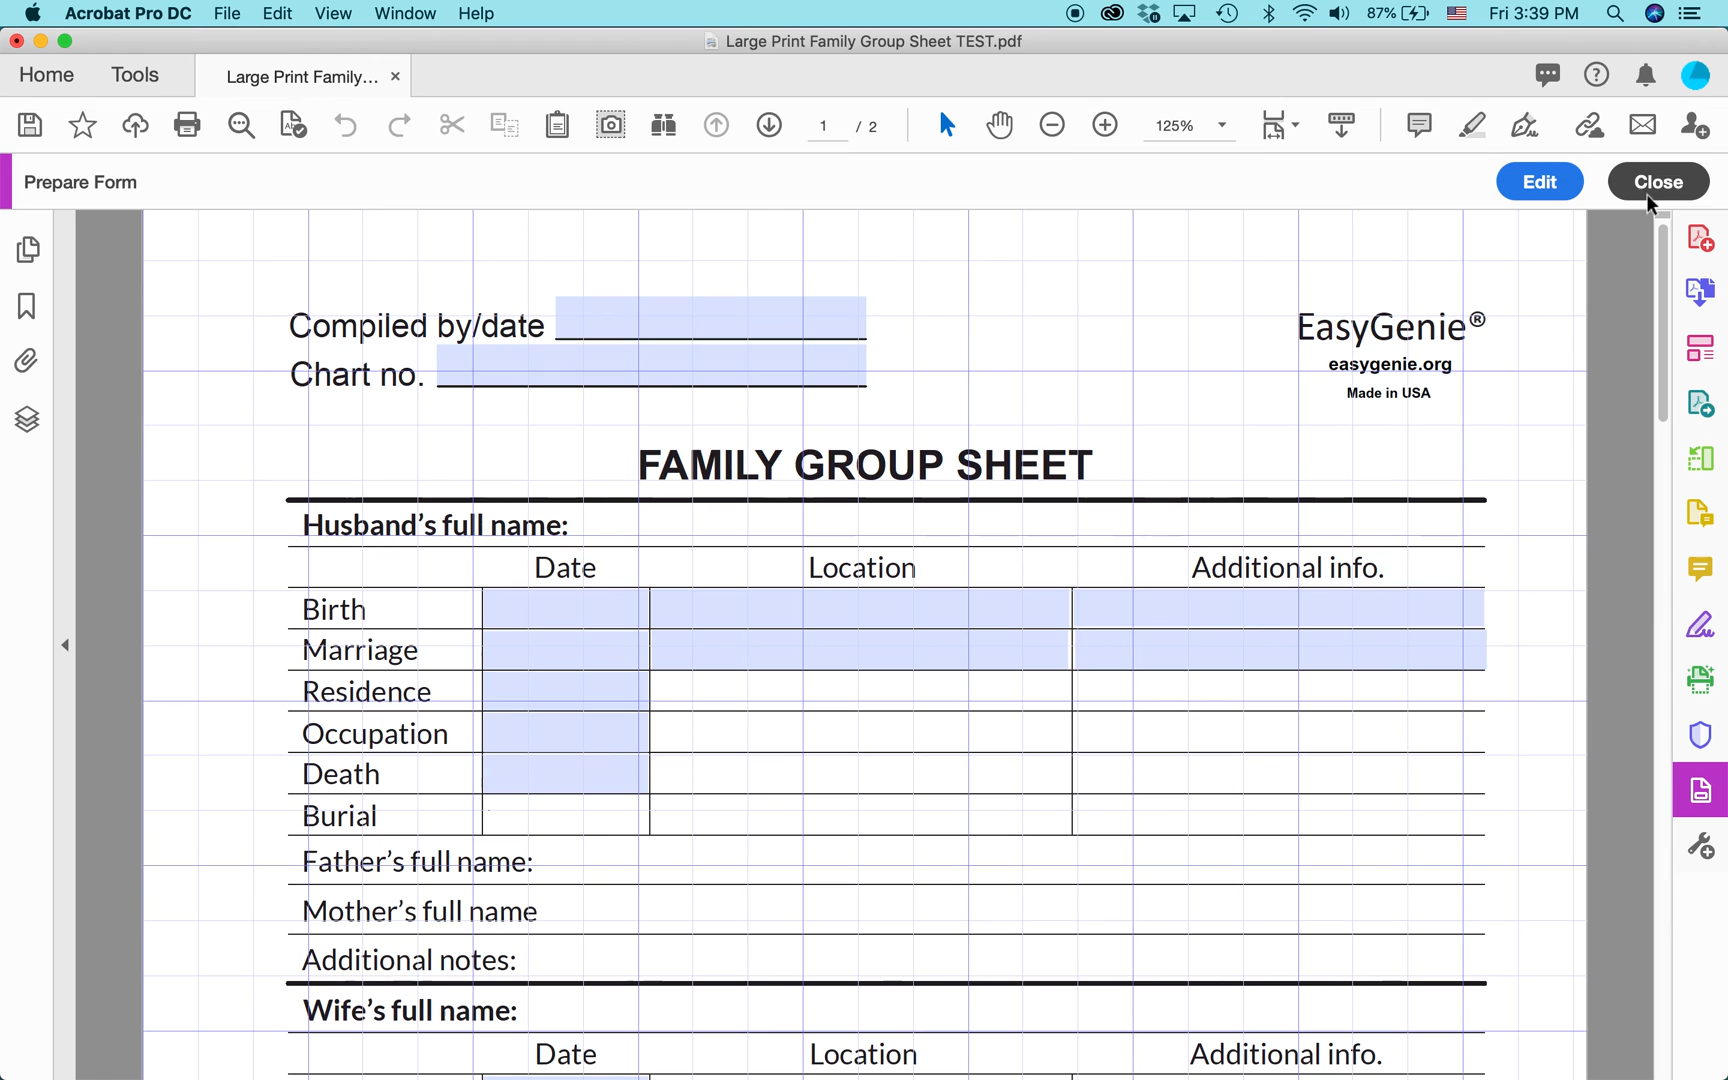 Acrobat Pro DC File Edit View Window Help 87% Fri 3:39 PM
Large Print Family Group Sheet TEST.pdf
Home Tools Large Print Family... ×
1 / 2 125%
Prepare Form Edit Close
Compiled by/date
Chart no.
EasyGenie®
easygenie.org
Made in USA
FAMILY GROUP SHEET
Husband’s full name:
Date Location Additional info.
Birth
Marriage
Residence
Occupation
Death
Burial
Father’s full name:
Mother’s full name
Additional notes:
Wife’s full name:
Date Location Additional info.